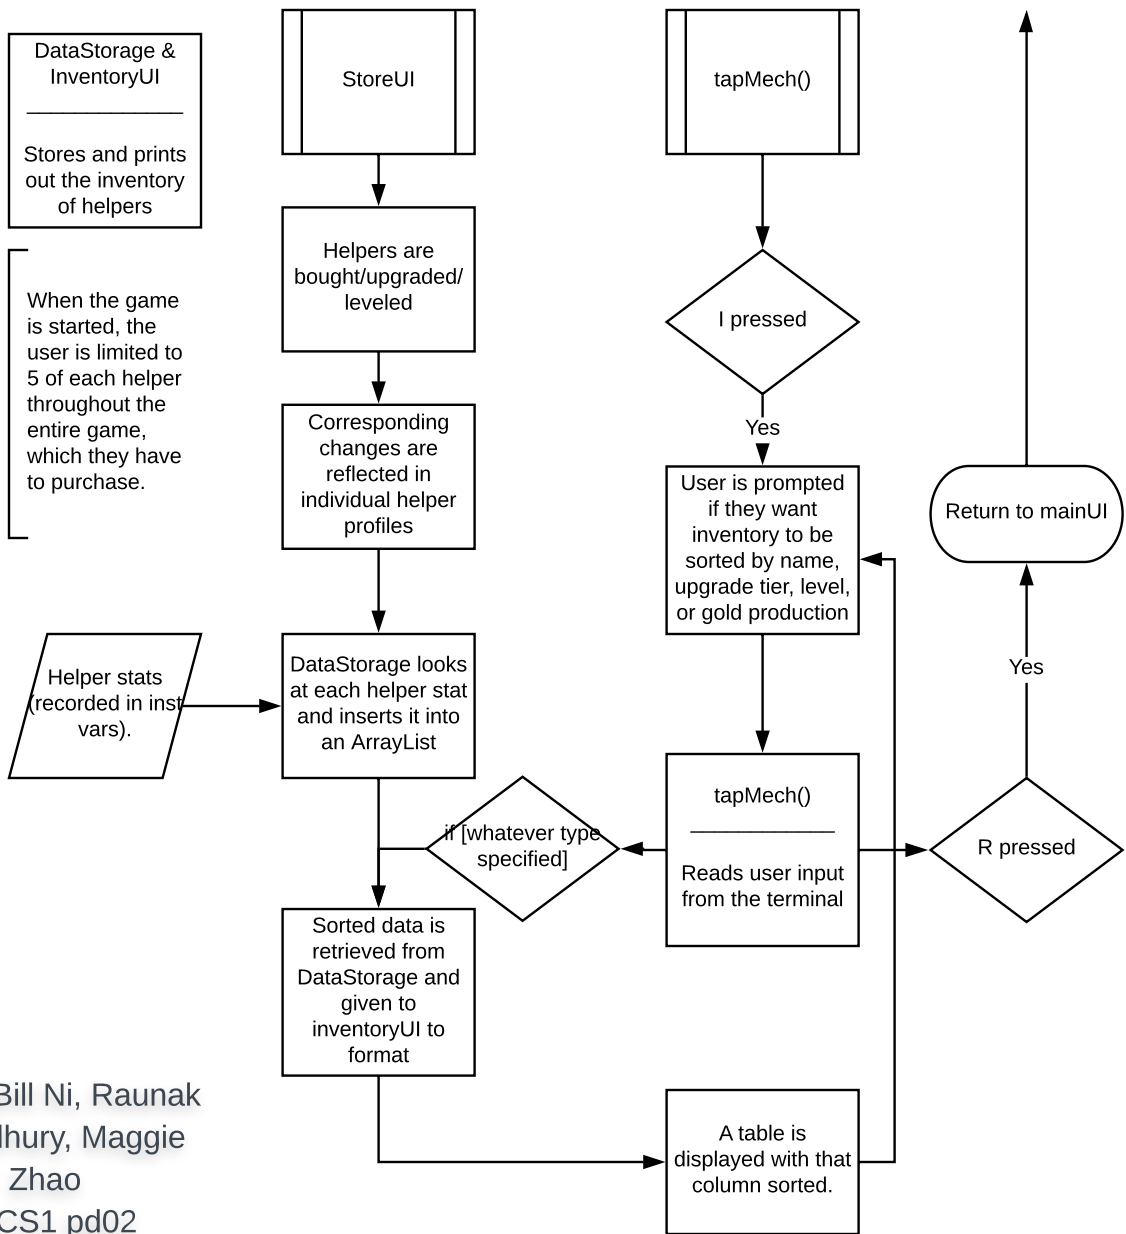 DataStorage &
InventoryUI
_____________
Stores and prints
out the inventory
of helpers
When the game
is started, the
user is limited to
5 of each helper
throughout the
entire game,
which they have
to purchase.
StoreUI
Helpers are
bought/upgraded/
leveled
Corresponding
changes are
reflected in
individual helper
profiles
Helper stats
(recorded in inst
vars).
DataStorage looks
at each helper stat
and inserts it into
an ArrayList
if [whatever type
specified]
Sorted data is
retrieved from
DataStorage and
given to
inventoryUI to
format
tapMech()
I pressed
Yes
User is prompted
if they want
inventory to be
sorted by name,
upgrade tier, level,
or gold production
tapMech()
____________
Reads user input
from the terminal
A table is
displayed with that
column sorted.
R pressed
Yes
Return to mainUI
Bill Ni, Raunak
dhury, Maggie
Zhao
CS1 pd02